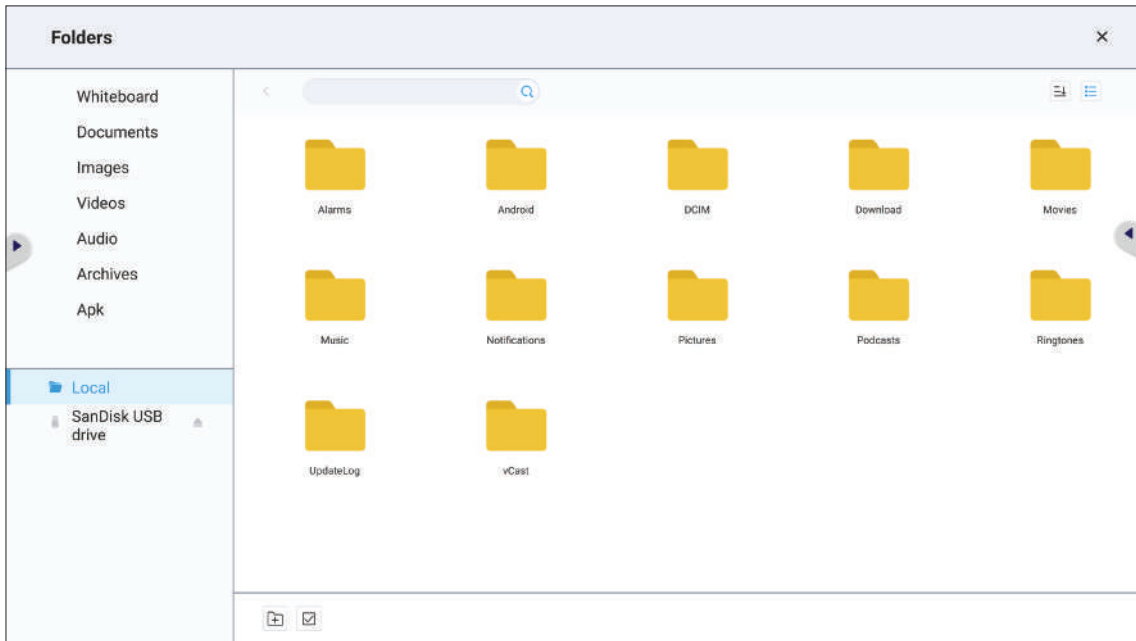 Folders
Whiteboard
Documents
Images
Videos
Audio
Archives
Apk
Local
SanDisk USB
drive
Alarms
Android
DCIM
Download
Movies
Music
Notifications
Pictures
Podcasts
Ringtones
UpdateLog
vCast